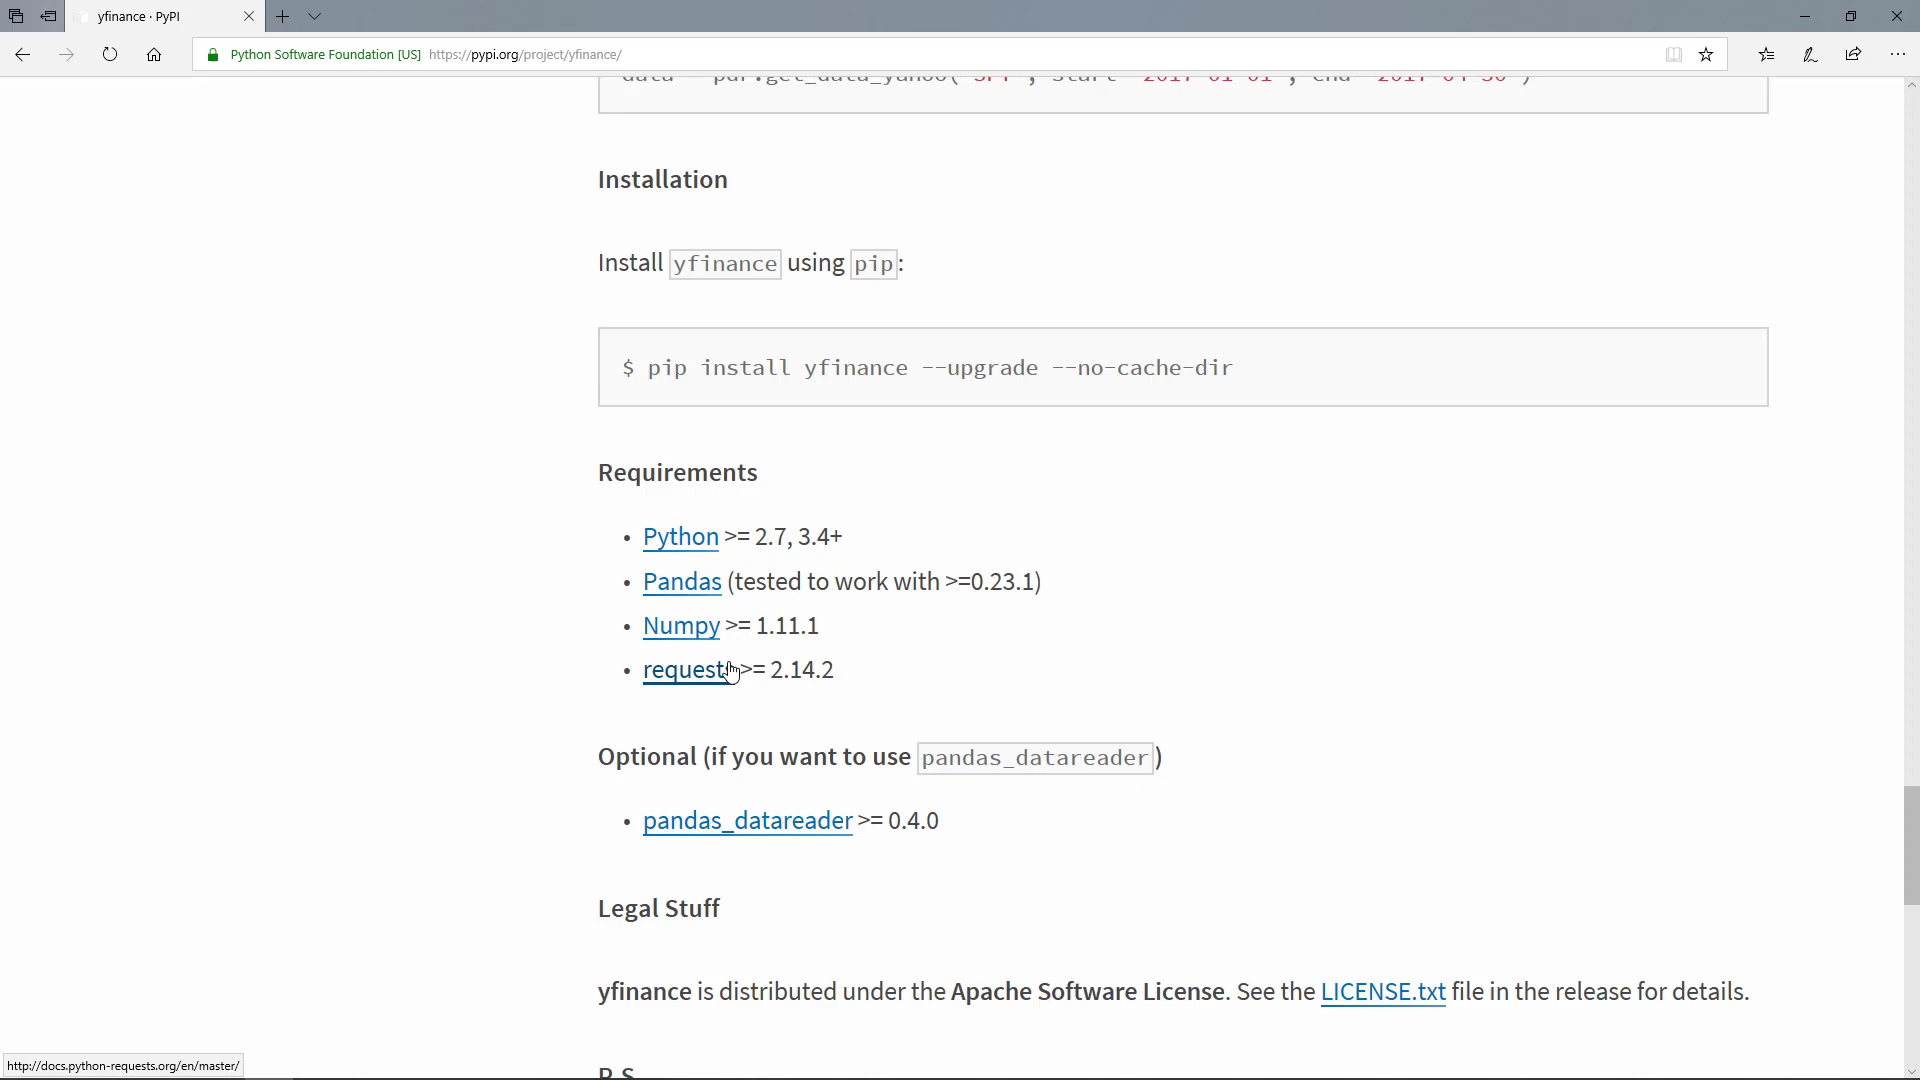 yfinance · PyPI
Python Software Foundation [US] https://pypi.org/project/yfinance/
Installation
Install yfinance using pip:
$ pip install yfinance --upgrade --no-cache-dir
Requirements
• Python >= 2.7, 3.4+
• Pandas (tested to work with >=0.23.1)
• Numpy >= 1.11.1
• requests >= 2.14.2
Optional (if you want to use pandas_datareader)
• pandas_datareader >= 0.4.0
Legal Stuff
yfinance is distributed under the Apache Software License. See the LICENSE.txt file in the release for details.
P.S.
http://docs.python-requests.org/en/master/